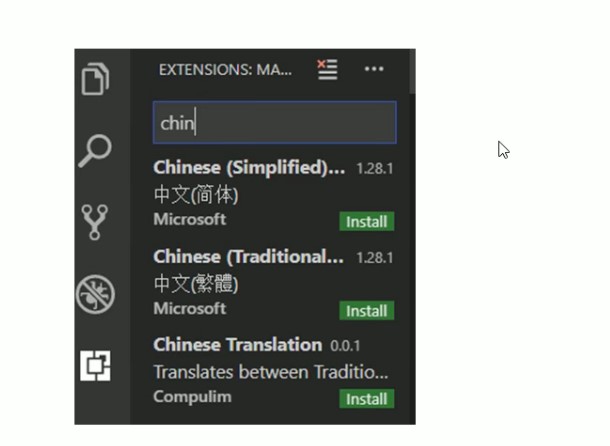 EXTENSIONS: MA...
chin
Chinese (Simplified)... 1.28.1
中文(简体)
Microsoft Install
Chinese (Traditional... 1.28.1
中文(繁體)
Microsoft Install
Chinese Translation 0.0.1
Translates between Traditio...
Compulim Install